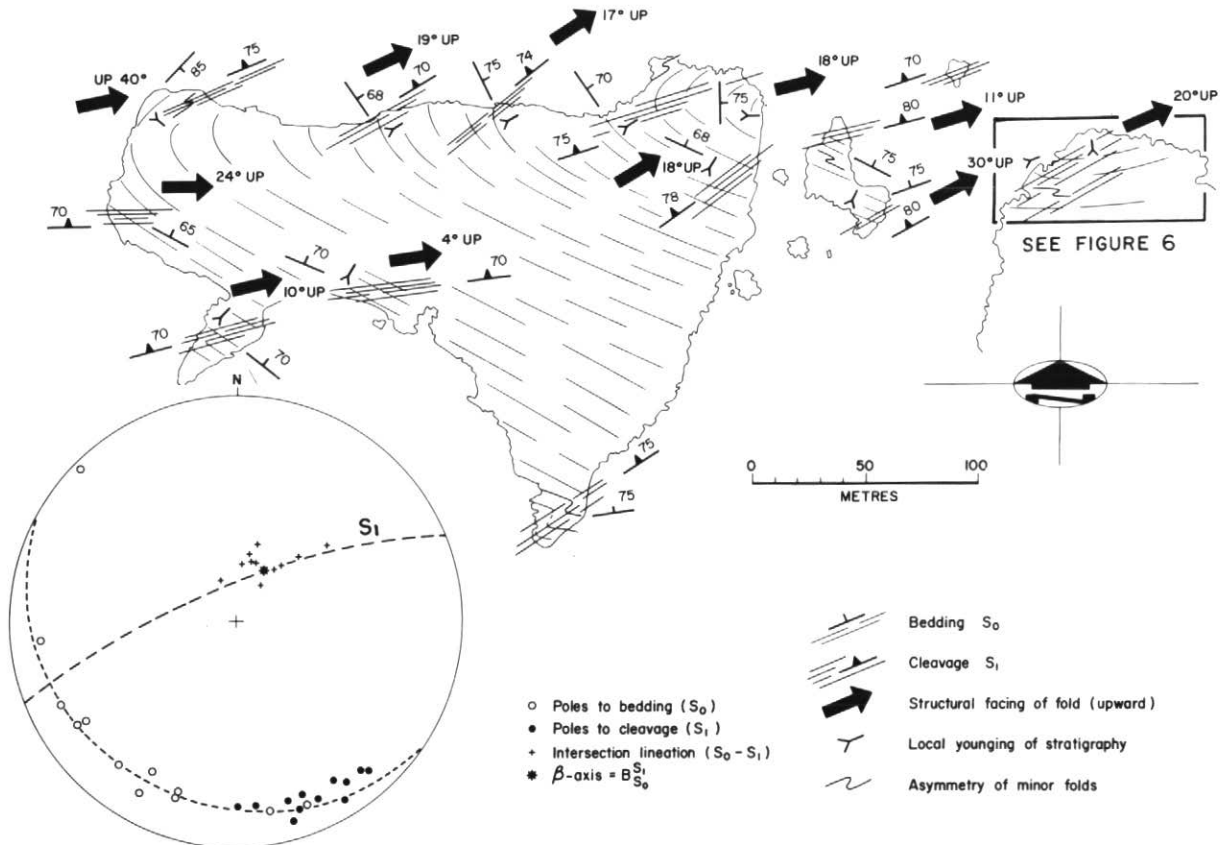 17° UP
19° UP
74
75
75
UP 40°
85
70
18° UP
70
75
70
68
75
11° UP
20° UP
80
75
68
75
18° UP
30° UP
24° UP
75
78
70
80
65
SEE FIGURE 6
4° UP
70
70
10° UP
70
70
N
75
0 50 100
METRES
75
S₁
Bedding S₀
Cleavage S₁
Structural facing of fold (upward)
Local younging of stratigraphy
Asymmetry of minor folds
Poles to bedding (S₀)
Poles to cleavage (S₁)
Intersection lineation (S₀ – S₁)
β-axis = B S₁ S₀